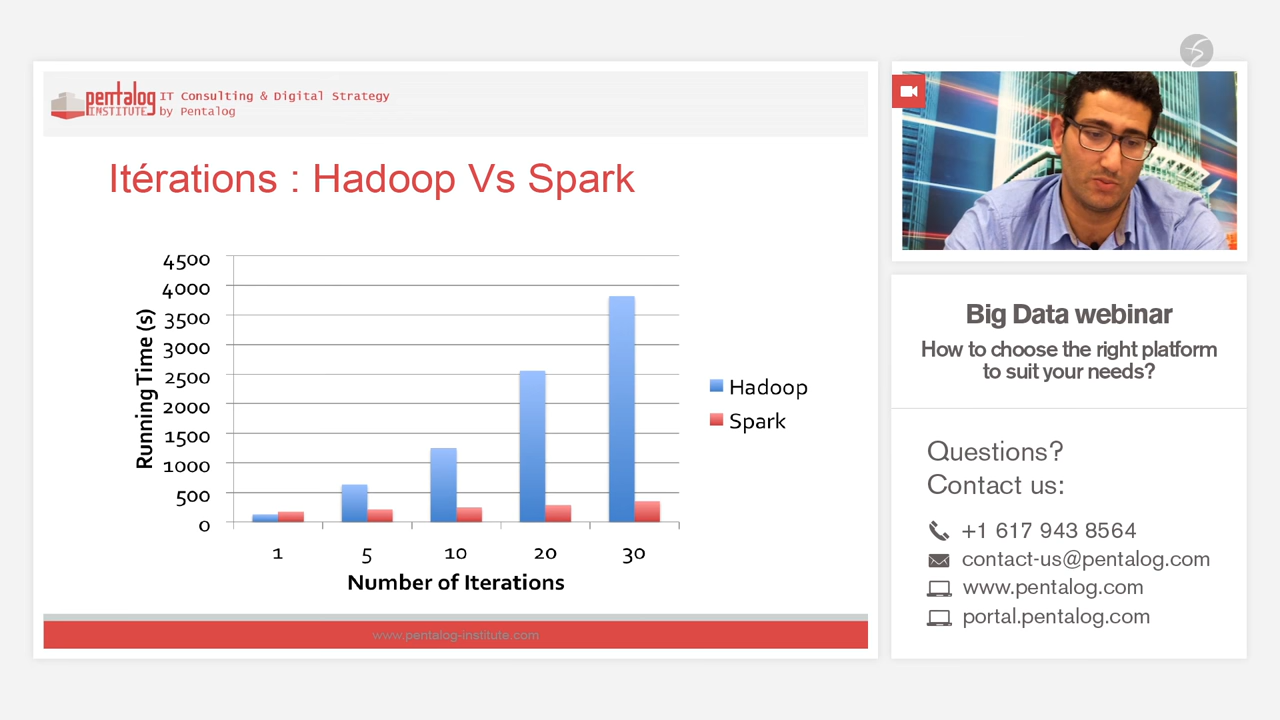 pentalog
INSTITUTE
IT Consulting & Digital Strategy
by Pentalog
Itérations : Hadoop Vs Spark
4500
4000
3500
3000
2500
2000
1500
1000
500
0
Running Time (s)
1 5 10 20 30
Number of Iterations
Hadoop
Spark
www.pentalog-institute.com
Big Data webinar
How to choose the right platform
to suit your needs?
Questions?
Contact us:
+1 617 943 8564
contact-us@pentalog.com
www.pentalog.com
portal.pentalog.com